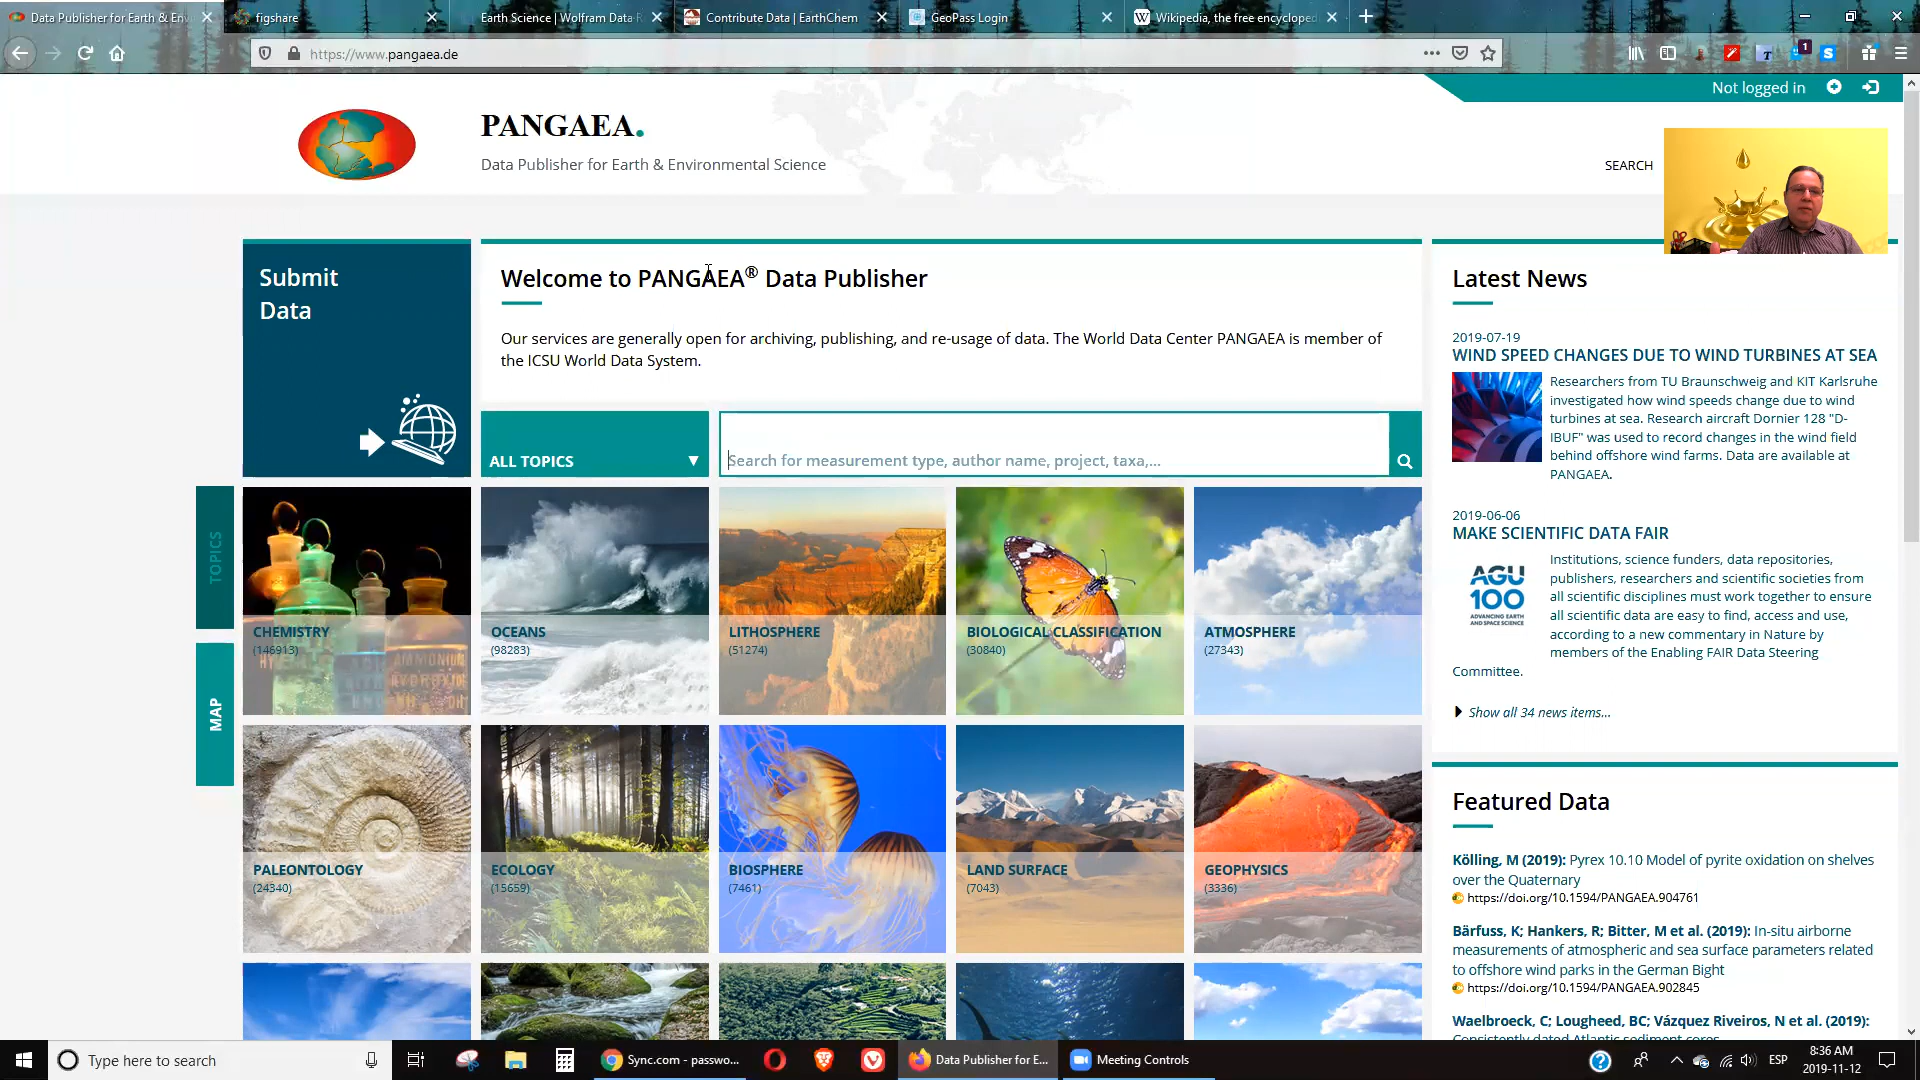 Data Publisher for Earth & Envi
figshare
Earth Science | Wolfram Data R
Contribute Data | EarthChem
GeoPass Login
Wikipedia, the free encycloped
https://www.pangaea.de
1
Not logged in
PANGAEA.
Data Publisher for Earth & Environmental Science
SEARCH
Submit
Data
Welcome to PANGAEA® Data Publisher
Our services are generally open for archiving, publishing, and re-usage of data. The World Data Center PANGAEA is member of
the ICSU World Data System.
ALL TOPICS
Search for measurement type, author name, project, taxa,...
TOPICS
MAP
CHEMISTRY
(146913)
OCEANS
(98283)
LITHOSPHERE
(51274)
BIOLOGICAL CLASSIFICATION
(30840)
ATMOSPHERE
(27343)
PALEONTOLOGY
(24340)
ECOLOGY
(15659)
BIOSPHERE
(7461)
LAND SURFACE
(7043)
GEOPHYSICS
(3336)
Latest News
2019-07-19
WIND SPEED CHANGES DUE TO WIND TURBINES AT SEA
Researchers from TU Braunschweig and KIT Karlsruhe
investigated how wind speeds change due to wind
turbines at sea. Research aircraft Dornier 128 "D-
IBUF" was used to record changes in the wind field
behind offshore wind farms. Data are available at
PANGAEA.
2019-06-06
MAKE SCIENTIFIC DATA FAIR
AGU
100
ADVANCING EARTH
AND SPACE SCIENCE
Institutions, science funders, data repositories,
publishers, researchers and scientific societies from
all scientific disciplines must work together to ensure
all scientific data are easy to find, access and use,
according to a new commentary in Nature by
members of the Enabling FAIR Data Steering
Committee.
Show all 34 news items...
Featured Data
Kölling, M (2019): Pyrex 10.10 Model of pyrite oxidation on shelves
over the Quaternary
https://doi.org/10.1594/PANGAEA.904761
Bärfuss, K; Hankers, R; Bitter, M et al. (2019): In-situ airborne
measurements of atmospheric and sea surface parameters related
to offshore wind parks in the German Bight
https://doi.org/10.1594/PANGAEA.902845
Waelbroeck, C; Lougheed, BC; Vázquez Riveiros, N et al. (2019):
Consistently dated Atlantic sediment cores
Type here to search
Sync.com - passwo...
Data Publisher for E...
Meeting Controls
ESP
8:36 AM
2019-11-12